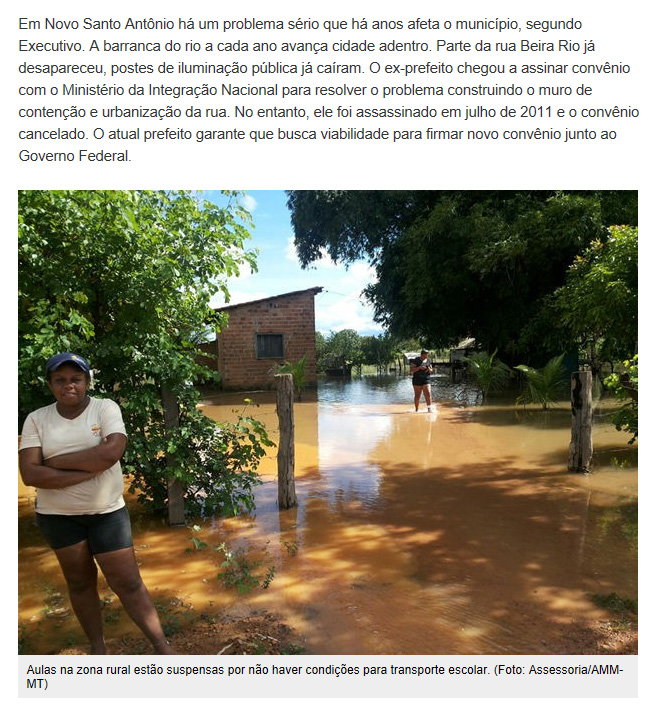 Em Novo Santo Antônio há um problema sério que há anos afeta o município, segundo
Executivo. A barranca do rio a cada ano avança cidade adentro. Parte da rua Beira Rio já
desapareceu, postes de iluminação pública já caíram. O ex-prefeito chegou a assinar convênio
com o Ministério da Integração Nacional para resolver o problema construindo o muro de
contenção e urbanização da rua. No entanto, ele foi assassinado em julho de 2011 e o convênio
cancelado. O atual prefeito garante que busca viabilidade para firmar novo convênio junto ao
Governo Federal.
Aulas na zona rural estão suspensas por não haver condições para transporte escolar. (Foto: Assessoria/AMM-
MT)